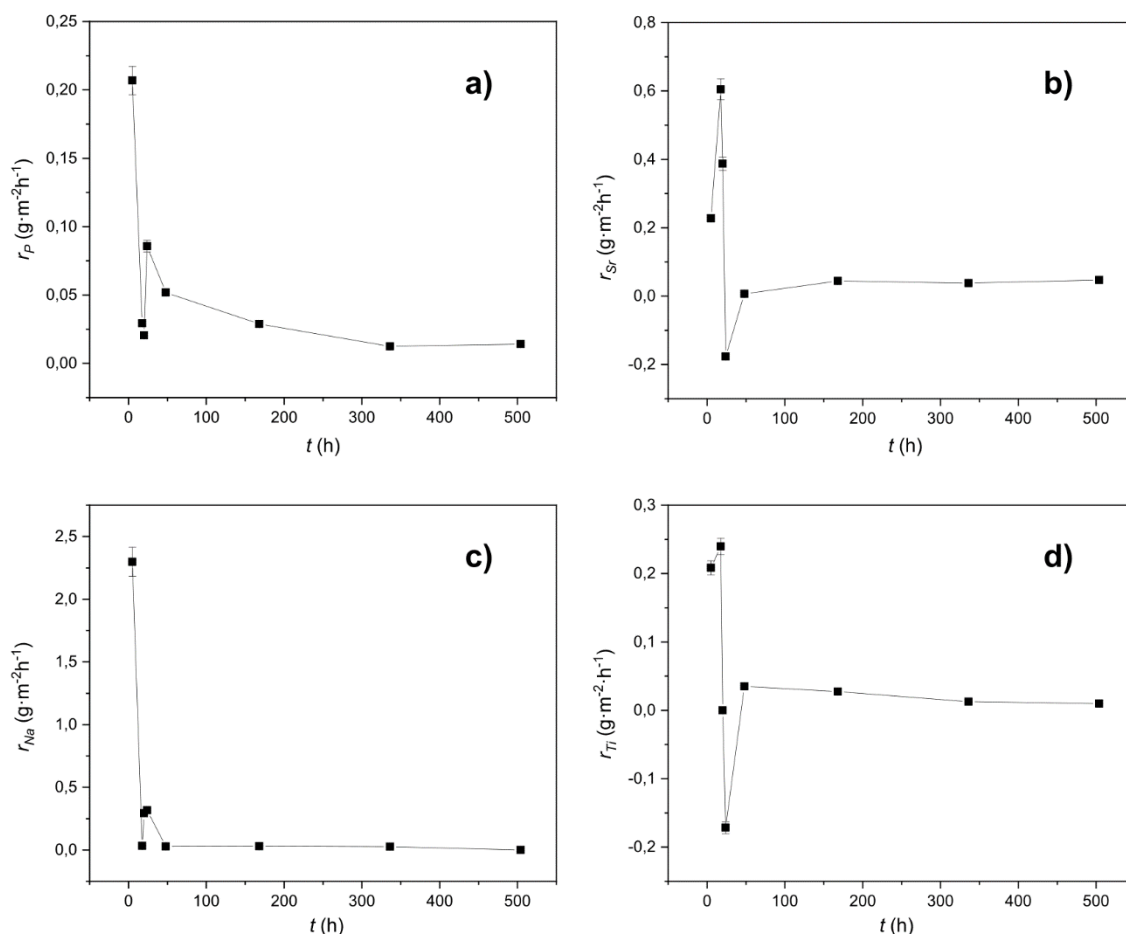 a)
0,25
0,20
0,15
0,10
0,05
0,00
r_P (g·m⁻²h⁻¹)
0 100 200 300 400 500
t (h)
b)
0,8
0,6
0,4
0,2
0,0
-0,2
r_Sr (g·m⁻²h⁻¹)
0 100 200 300 400 500
t (h)
c)
2,5
2,0
1,5
1,0
0,5
0,0
r_Na (g·m⁻²h⁻¹)
0 100 200 300 400 500
t (h)
d)
0,3
0,2
0,1
0,0
-0,1
-0,2
r_Ti (g·m⁻²·h⁻¹)
0 100 200 300 400 500
t (h)